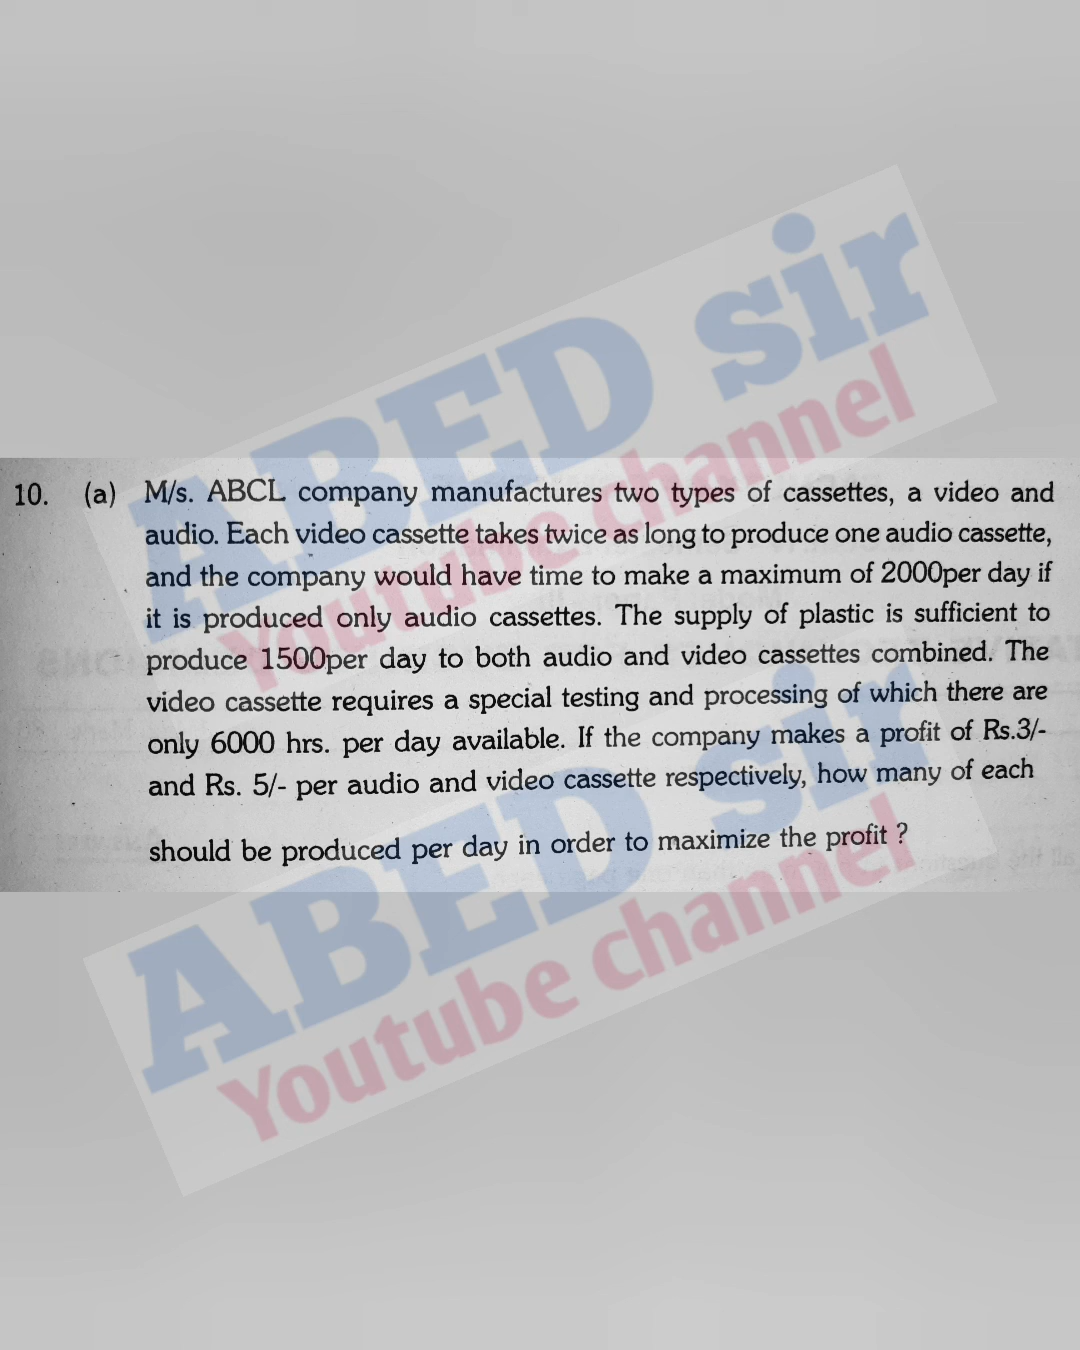 ABED sir
Youtube channel
10. (a) M/s. ABCL company manufactures two types of cassettes, a video and
audio. Each video cassette takes twice as long to produce one audio cassette,
and the company would have time to make a maximum of 2000per day if
it is produced only audio cassettes. The supply of plastic is sufficient to
produce 1500per day to both audio and video cassettes combined. The
video cassette requires a special testing and processing of which there are
only 6000 hrs. per day available. If the company makes a profit of Rs.3/-
and Rs. 5/- per audio and video cassette respectively, how many of each
should be produced per day in order to maximize the profit ?
ABED sir
Youtube channel